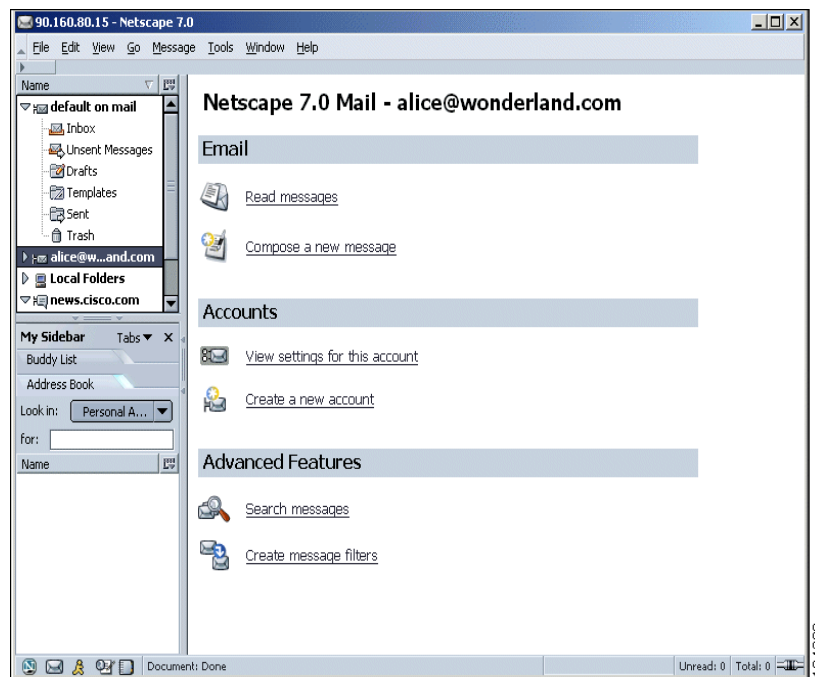 90.160.80.15 - Netscape 7.0
File Edit View Go Message Tools Window Help
Name
default on mail
Inbox
Unsent Messages
Drafts
Templates
Sent
Trash
alice@w...and.com
Local Folders
news.cisco.com
My Sidebar Tabs X
Buddy List
Address Book
Look in: Personal A...
for:
Name
Netscape 7.0 Mail - alice@wonderland.com
Email
Read messages
Compose a new message
Accounts
View settings for this account
Create a new account
Advanced Features
Search messages
Create message filters
Document: Done
Unread: 0 Total: 0